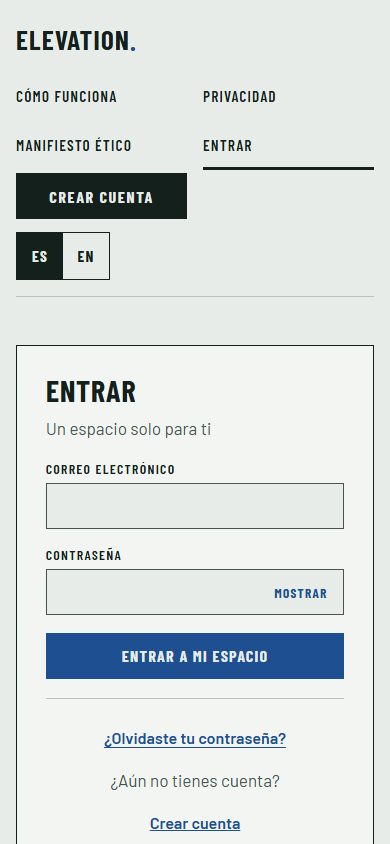 ELEVATION.
CÓMO FUNCIONA
PRIVACIDAD
MANIFIESTO ÉTICO
ENTRAR
CREAR CUENTA
ES
EN
ENTRAR
Un espacio solo para ti
CORREO ELECTRÓNICO
CONTRASEÑA
MOSTRAR
ENTRAR A MI ESPACIO
¿Olvidaste tu contraseña?
¿Aún no tienes cuenta?
Crear cuenta